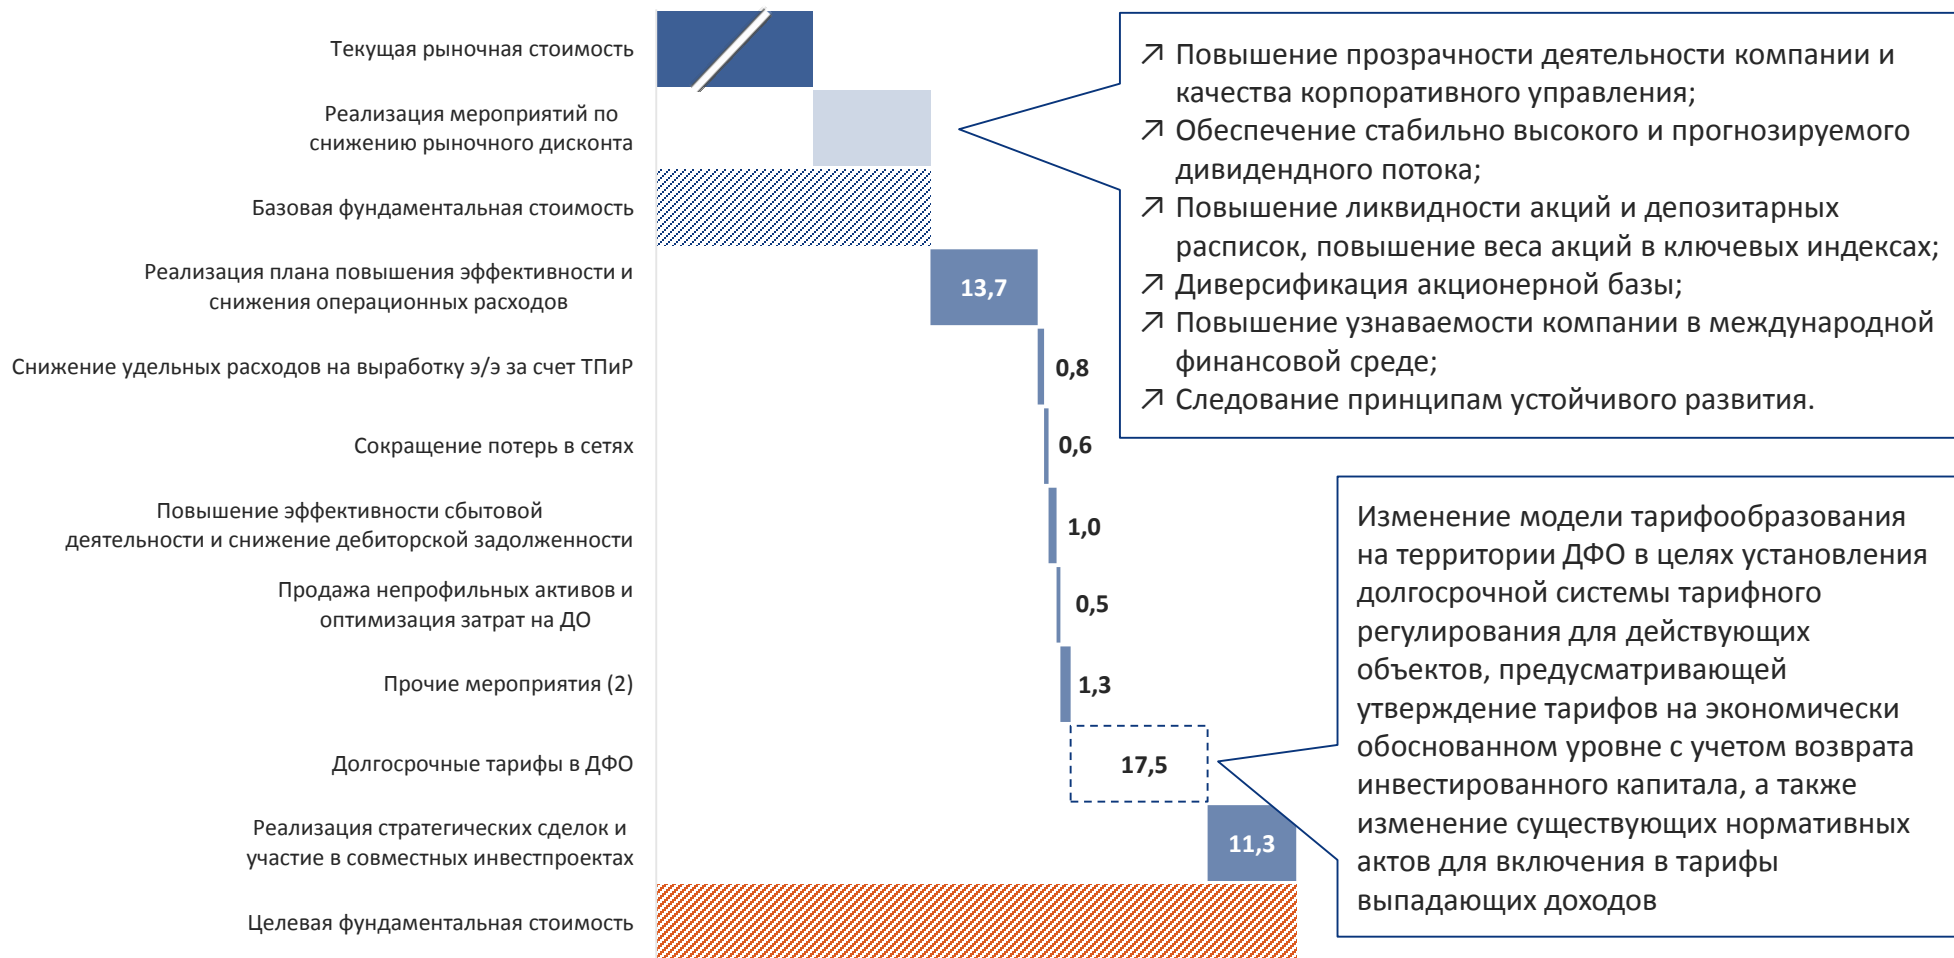 Текущая рыночная стоимость
Реализация мероприятий по
снижению рыночного дисконта
Базовая фундаментальная стоимость
Реализация плана повышения эффективности и
снижения операционных расходов
13,7
Снижение удельных расходов на выработку э/э за счет ТПиР
0,8
Сокращение потерь в сетях
0,6
Повышение эффективности сбытовой
деятельности и снижение дебиторской задолженности
1,0
Продажа непрофильных активов и
оптимизация затрат на ДО
0,5
Прочие мероприятия (2)
1,3
Долгосрочные тарифы в ДФО
17,5
Реализация стратегических сделок и
участие в совместных инвестпроектах
11,3
Целевая фундаментальная стоимость
↗ Повышение прозрачности деятельности компании и
качества корпоративного управления;
↗ Обеспечение стабильно высокого и прогнозируемого
дивидендного потока;
↗ Повышение ликвидности акций и депозитарных
расписок, повышение веса акций в ключевых индексах;
↗ Диверсификация акционерной базы;
↗ Повышение узнаваемости компании в международной
финансовой среде;
↗ Следование принципам устойчивого развития.
Изменение модели тарифообразования
на территории ДФО в целях установления
долгосрочной системы тарифного
регулирования для действующих
объектов, предусматривающей
утверждение тарифов на экономически
обоснованном уровне с учетом возврата
инвестированного капитала, а также
изменение существующих нормативных
актов для включения в тарифы
выпадающих доходов